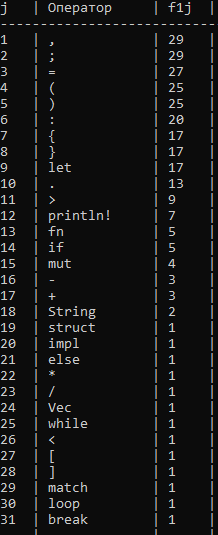 j | Оператор | f1j |
---------------------------
1 | , | 29 |
2 | ; | 29 |
3 | = | 27 |
4 | ( | 25 |
5 | ) | 25 |
6 | : | 20 |
7 | { | 17 |
8 | } | 17 |
9 | let | 17 |
10 | . | 13 |
11 | > | 9 |
12 | println! | 7 |
13 | fn | 5 |
14 | if | 5 |
15 | mut | 4 |
16 | - | 3 |
17 | + | 3 |
18 | String | 2 |
19 | struct | 1 |
20 | impl | 1 |
21 | else | 1 |
22 | * | 1 |
23 | / | 1 |
24 | Vec | 1 |
25 | while | 1 |
26 | < | 1 |
27 | [ | 1 |
28 | ] | 1 |
29 | match | 1 |
30 | loop | 1 |
31 | break | 1 |